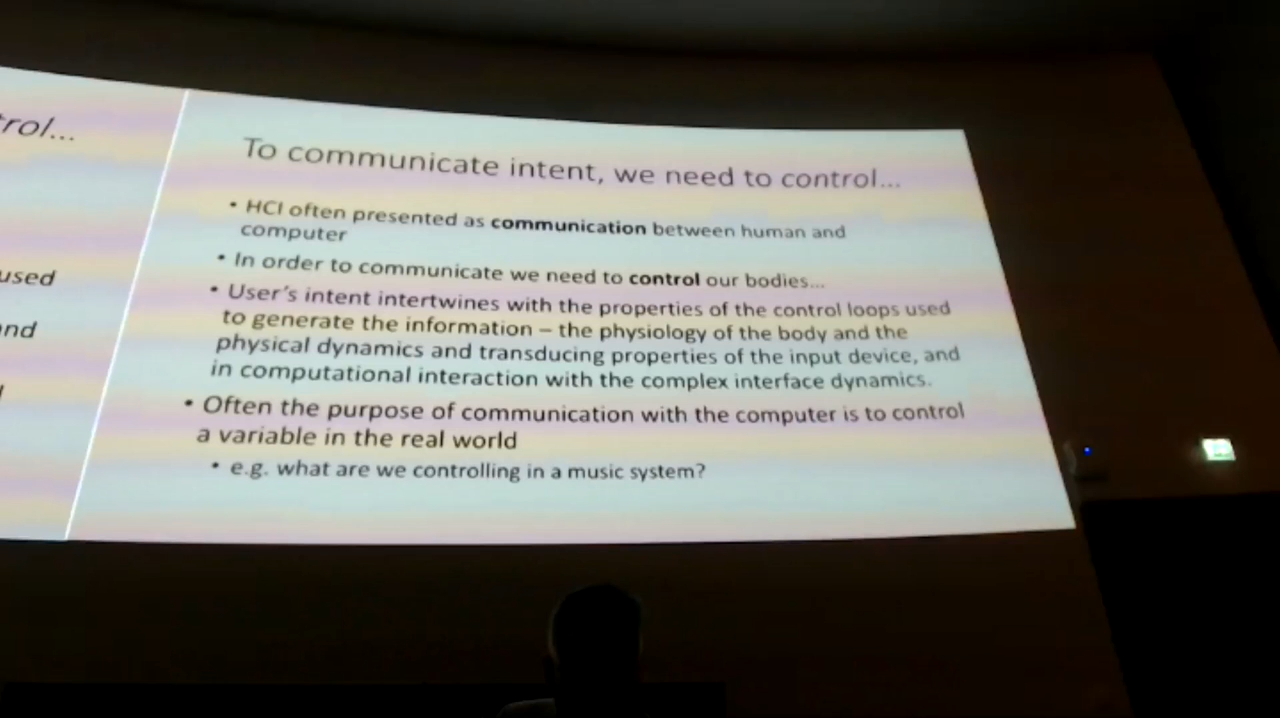 rol...
used
and
To communicate intent, we need to control...
• HCI often presented as communication between human and
computer
• In order to communicate we need to control our bodies...
• User's intent intertwines with the properties of the control loops used
to generate the information – the physiology of the body and the
physical dynamics and transducing properties of the input device, and
in computational interaction with the complex interface dynamics.
• Often the purpose of communication with the computer is to control
a variable in the real world
• e.g. what are we controlling in a music system?